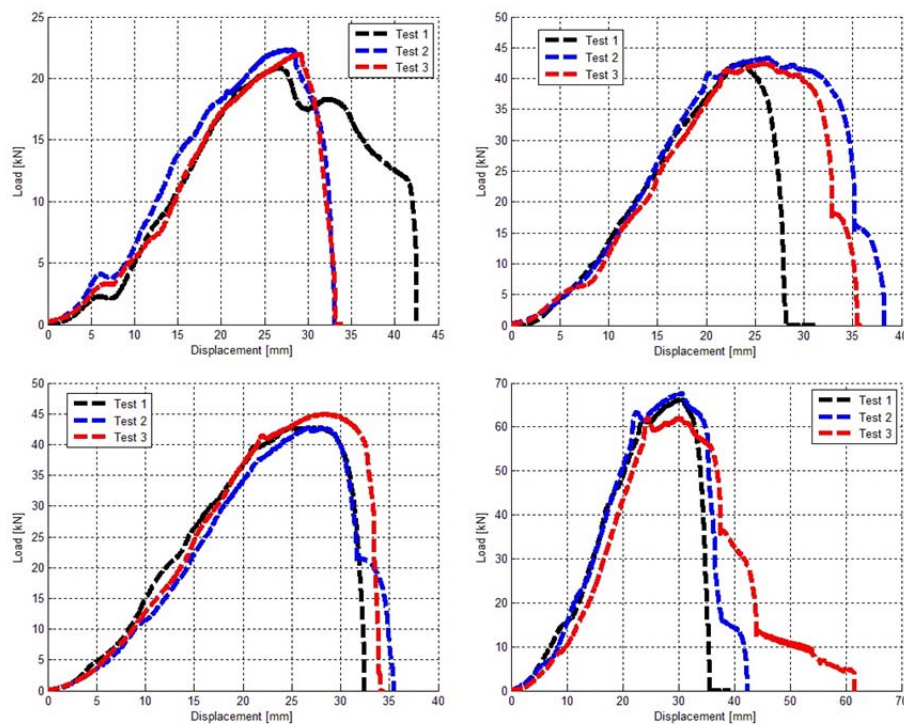 25
20
15
10
5
0
0 5 10 15 20 25 30 35 40 45
Load [kN]
Displacement [mm]
Test 1
Test 2
Test 3
50
45
40
35
30
25
20
15
10
5
0
0 5 10 15 20 25 30 35 40
Load [kN]
Displacement [mm]
Test 1
Test 2
Test 3
50
45
40
35
30
25
20
15
10
5
0
0 5 10 15 20 25 30 35 40
Load [kN]
Displacement [mm]
Test 1
Test 2
Test 3
70
60
50
40
30
20
10
0
0 10 20 30 40 50 60 70
Load [kN]
Displacement [mm]
Test 1
Test 2
Test 3